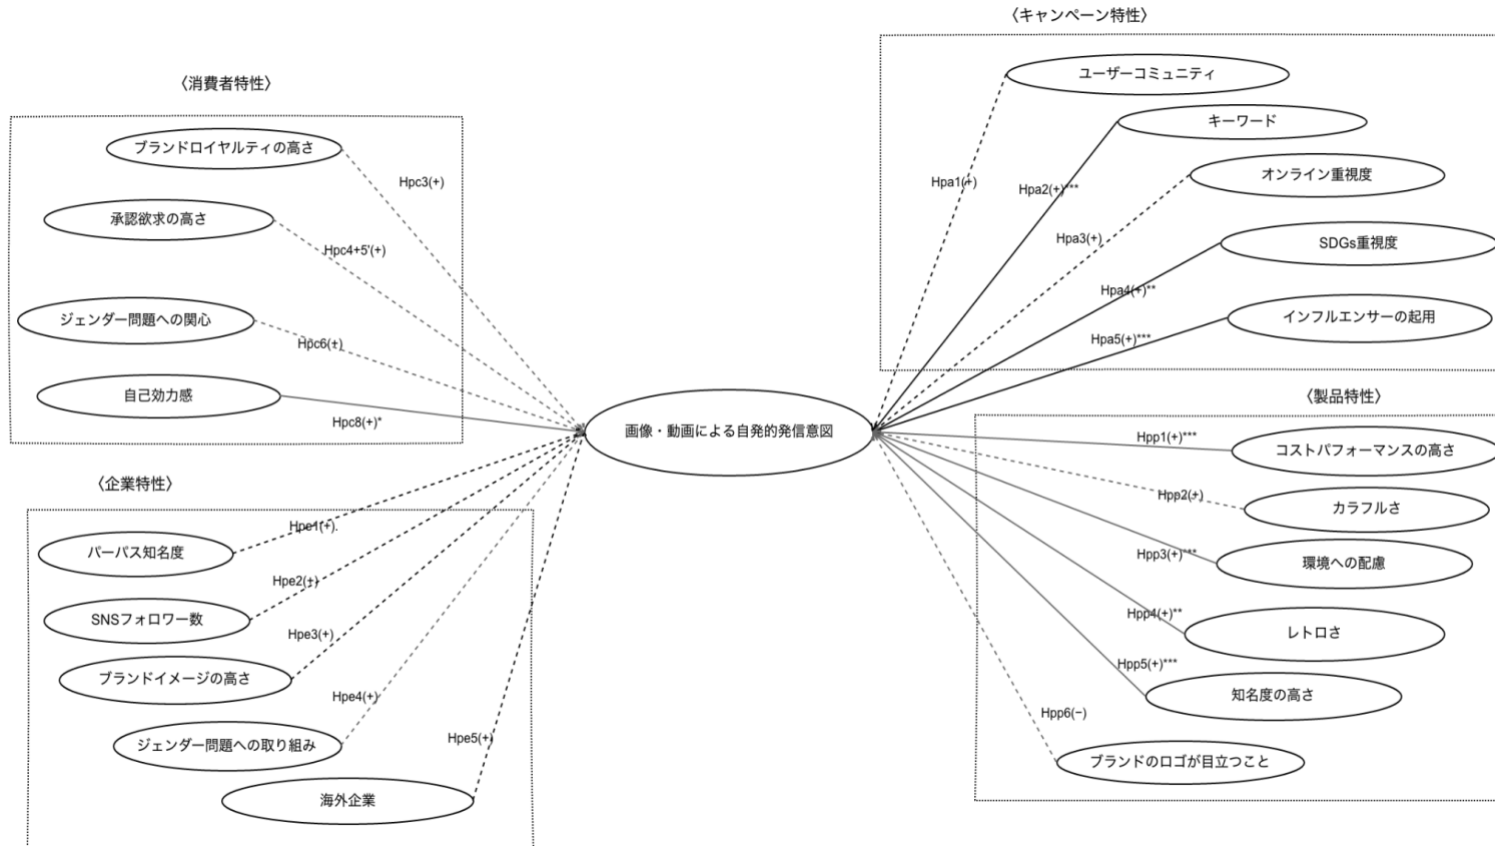 〈キャンペーン特性〉
ユーザーコミュニティ
キーワード
オンライン重視度
SDGs重視度
インフルエンサーの起用
Hpa1(+)
Hpa2(+)***
Hpa3(+)
Hpa4(+)**
Hpa5(+)***
〈消費者特性〉
ブランドロイヤルティの高さ
承認欲求の高さ
ジェンダー問題への関心
自己効力感
Hpc3(+)
Hpc4+5'(+)
Hpc6(+)
Hpc8(+)*
画像・動画による自発的発信意図
〈製品特性〉
コストパフォーマンスの高さ
カラフルさ
環境への配慮
レトロさ
知名度の高さ
ブランドのロゴが目立つこと
Hpp1(+)***
Hpp2(+)
Hpp3(+)***
Hpp4(+)**
Hpp5(+)***
Hpp6(−)
〈企業特性〉
パーパス知名度
SNSフォロワー数
ブランドイメージの高さ
ジェンダー問題への取り組み
海外企業
Hpe1(+).
Hpe2(+)
Hpe3(+)
Hpe4(+)
Hpe5(+)